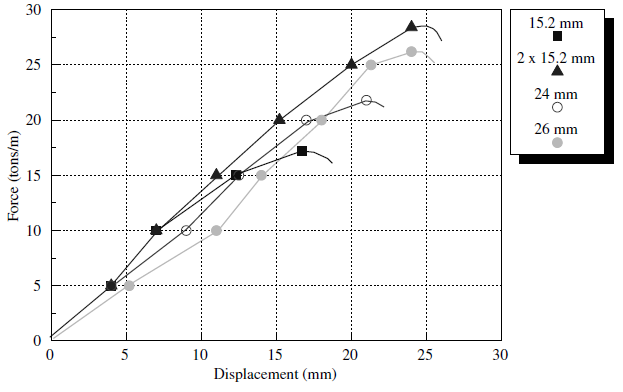 30
25
20
15
10
5
0
Force (tons/m)
0 5 10 15 20 25 30
Displacement (mm)
15.2 mm
2 x 15.2 mm
24 mm
26 mm